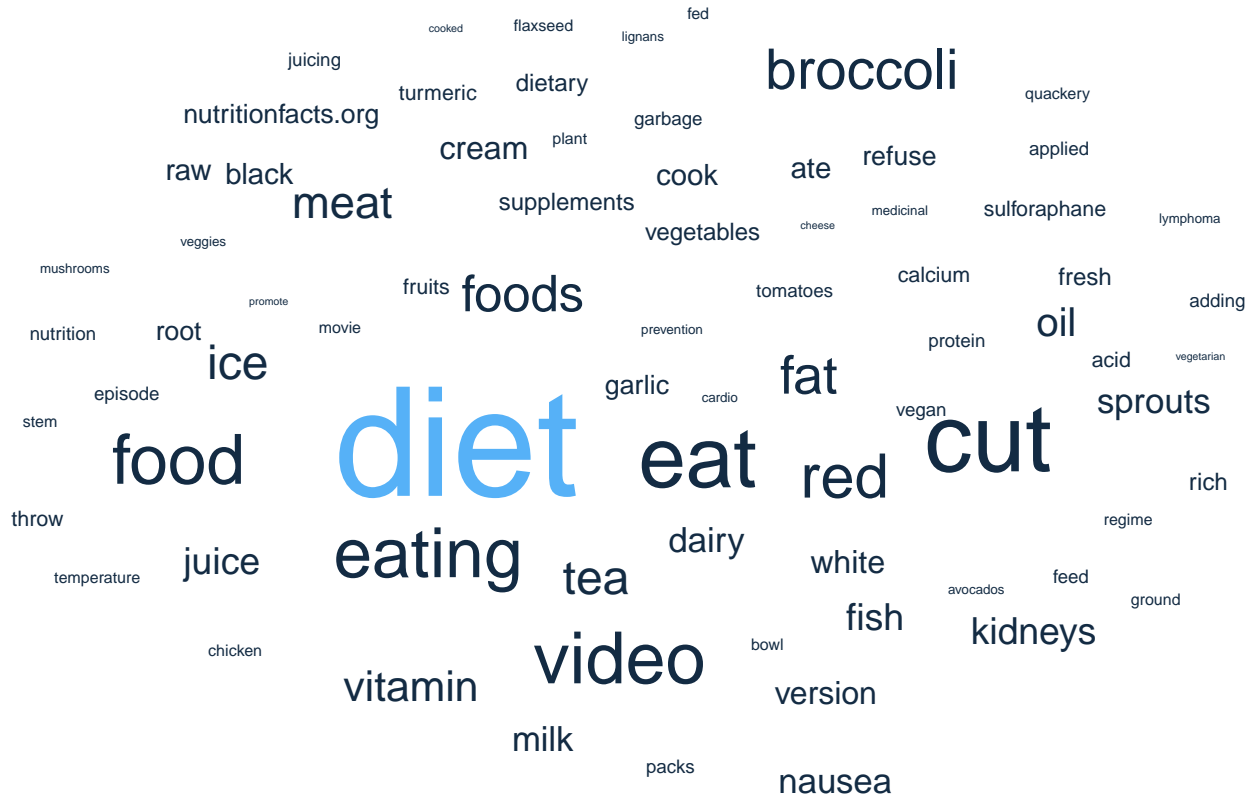 fed
cooked
flaxseed
lignans
juicing
broccoli
turmeric
dietary
quackery
nutritionfacts.org
garbage
cream
plant
refuse
applied
raw
black
cook
ate
meat
supplements
medicinal
sulforaphane
lymphoma
veggies
vegetables
cheese
mushrooms
fruits
foods
calcium
fresh
promote
tomatoes
adding
nutrition
root
movie
prevention
oil
ice
protein
acid
vegetarian
episode
garlic
fat
cardio
sprouts
stem
diet
vegan
cut
food
eat
red
rich
throw
regime
juice
eating
dairy
temperature
tea
white
feed
avocados
ground
fish
kidneys
chicken
video
bowl
vitamin
version
milk
packs
nausea